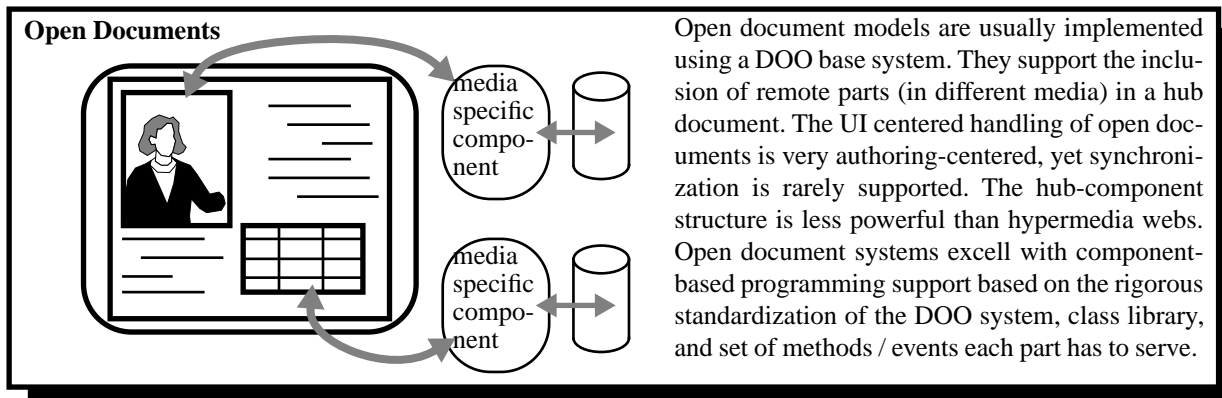 Open Documents
media
specific
compo-
nent
media
specific
compo-
nent
Open document models are usually implemented
using a DOO base system. They support the inclu-
sion of remote parts (in different media) in a hub
document. The UI centered handling of open doc-
uments is very authoring-centered, yet synchroni-
zation is rarely supported. The hub-component
structure is less powerful than hypermedia webs.
Open document systems excell with component-
based programming support based on the rigorous
standardization of the DOO system, class library,
and set of methods / events each part has to serve.